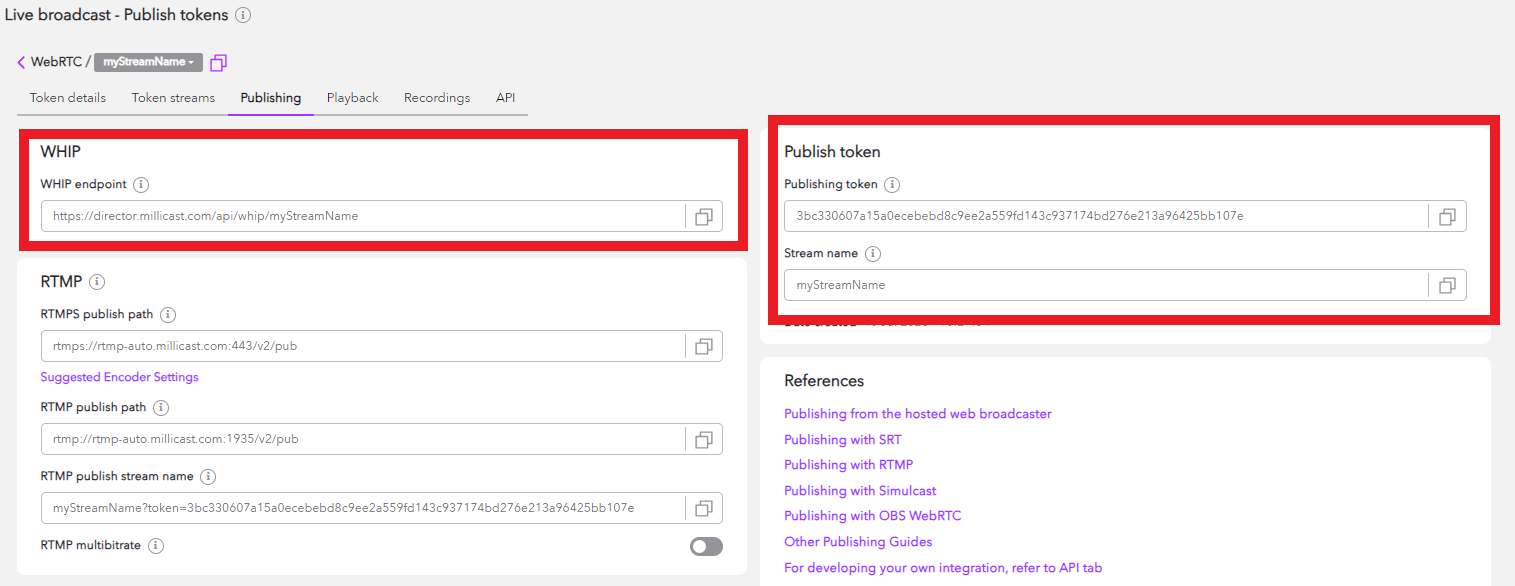 Live broadcast - Publish tokens
WebRTC / myStreamName
Token details Token streams Publishing Playback Recordings API
WHIP
WHIP endpoint
https://director.millicast.com/api/whip/myStreamName
RTMP
RTMPS publish path
rtmps://rtmp-auto.millicast.com:443/v2/pub
Suggested Encoder Settings
RTMP publish path
rtmp://rtmp-auto.millicast.com:1935/v2/pub
RTMP publish stream name
myStreamName?token=3bc330607a15a0ecebebd8c9ee2a559fd143c937174bd276e213a96425bb107e
RTMP multibitrate
Publish token
Publishing token
3bc330607a15a0ecebebd8c9ee2a559fd143c937174bd276e213a96425bb107e
Stream name
myStreamName
References
Publishing from the hosted web broadcaster
Publishing with SRT
Publishing with RTMP
Publishing with Simulcast
Publishing with OBS WebRTC
Other Publishing Guides
For developing your own integration, refer to API tab